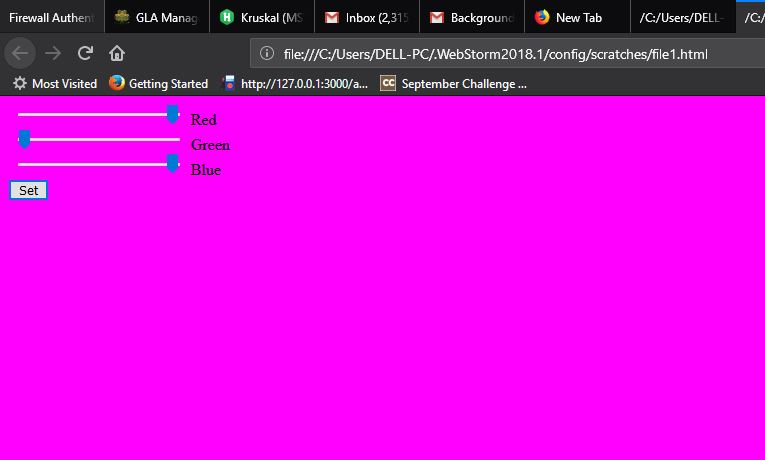 Firewall Authent
GLA Manag
Kruskal (MS
Inbox (2,315
Background
New Tab
/C:/Users/DELL-
/C:/
file:///C:/Users/DELL-PC/.WebStorm2018.1/config/scratches/file1.html
Most Visited
Getting Started
http://127.0.0.1:3000/a...
CC
September Challenge ...
Red
Green
Blue
Set